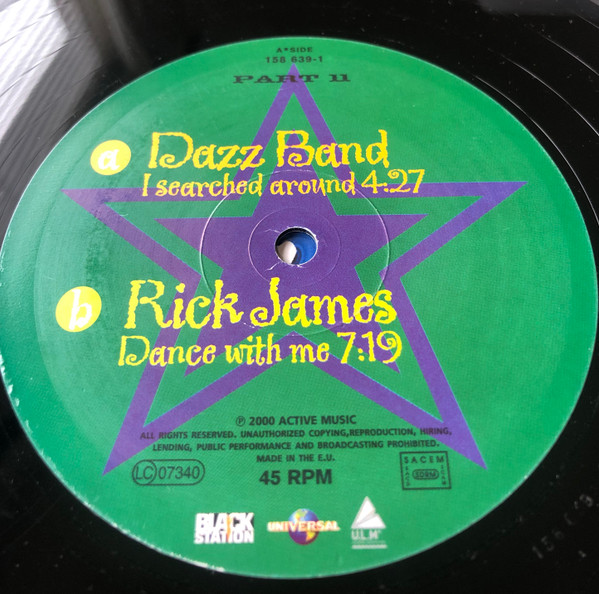 A*SIDE
158 639-1
PART 11
a Dazz Band
I searched around 4:27
b Rick James
Dance with me 7:19
℗ 2000 ACTIVE MUSIC
ALL RIGHTS RESERVED. UNAUTHORIZED COPYING,REPRODUCTION, HIRING,
LENDING, PUBLIC PERFORMANCE AND BROADCASTING PROHIBITED.
MADE IN THE E.U.
LC 07340
45 RPM
SACEM
BLACK
STATION
UNIVERSAL
U.L.M